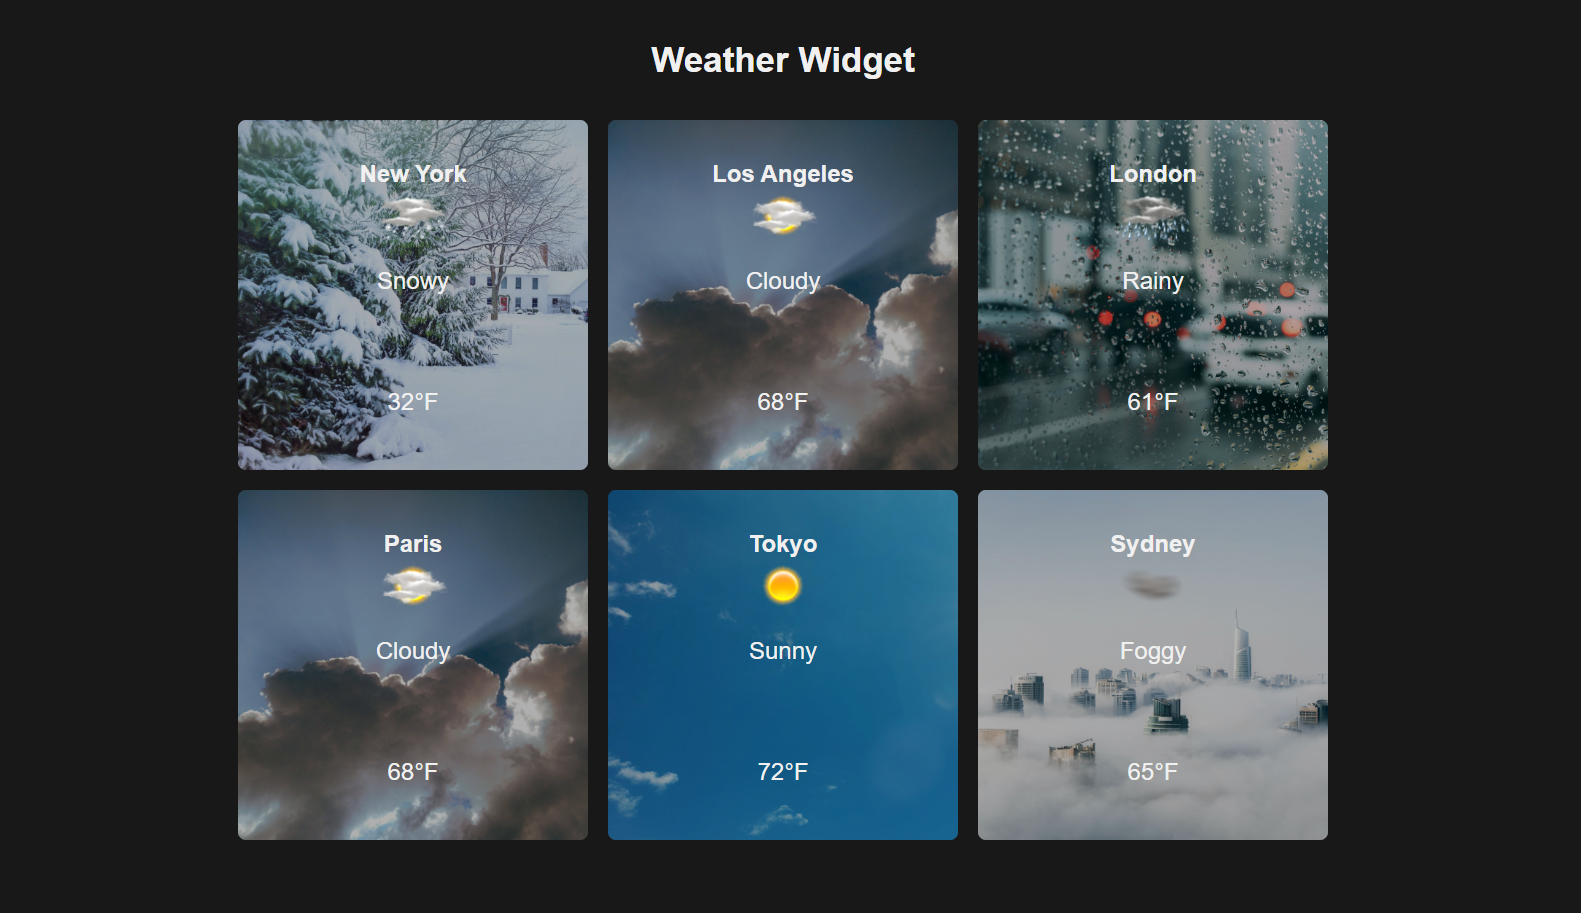 Weather Widget
New York
Snowy
32°F
Los Angeles
Cloudy
68°F
London
Rainy
61°F
Paris
Cloudy
68°F
Tokyo
Sunny
72°F
Sydney
Foggy
65°F